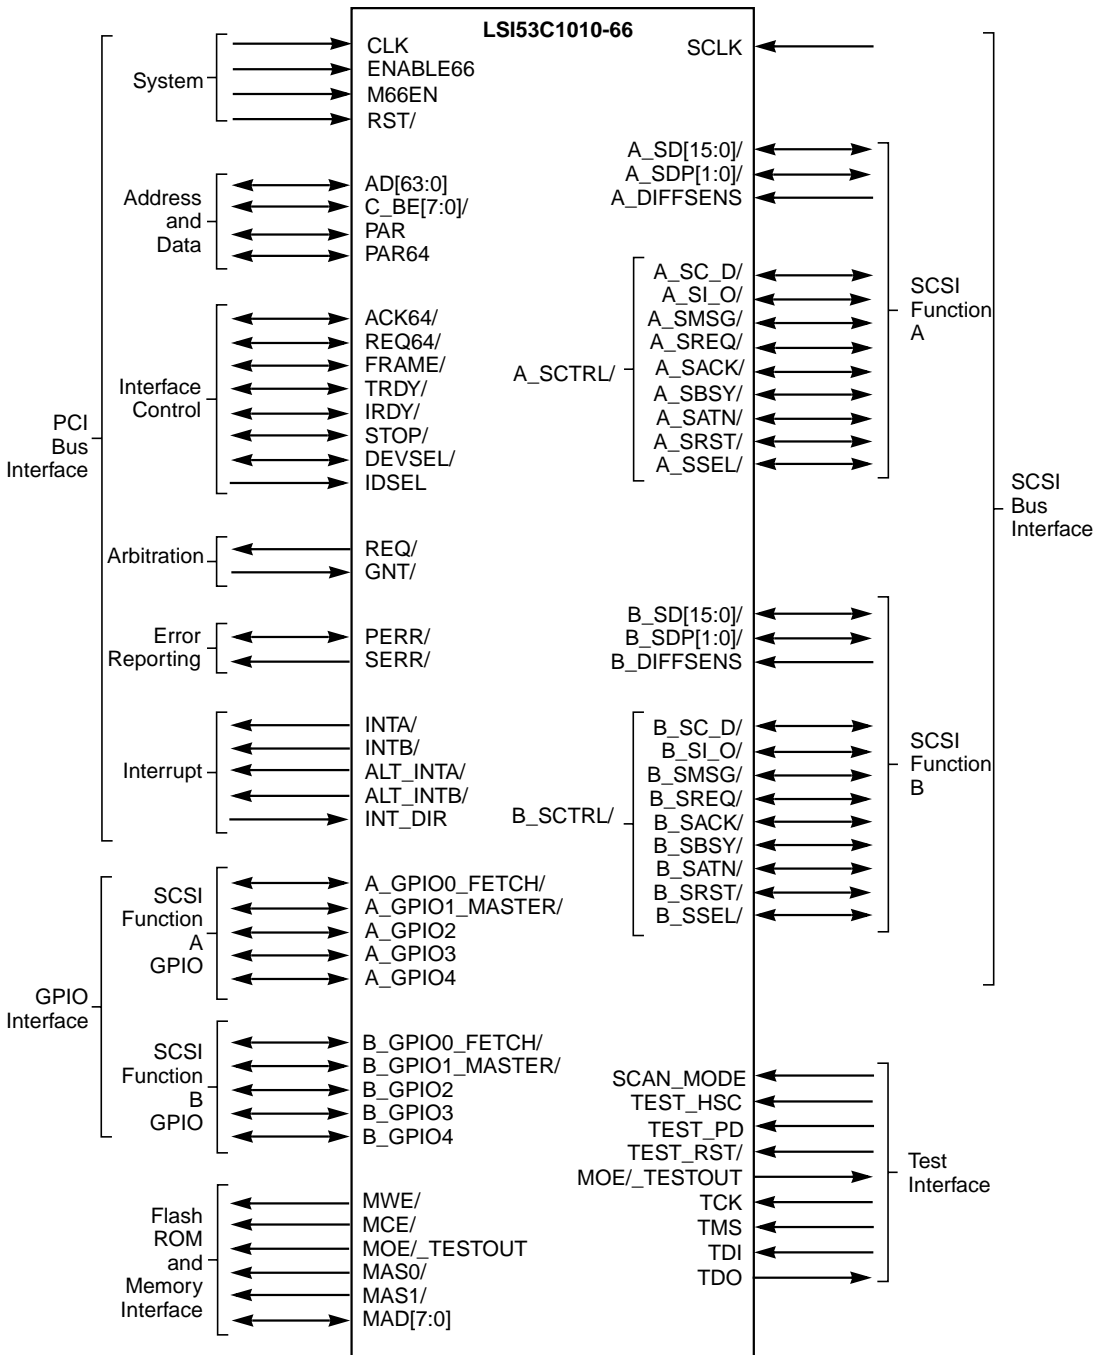 LSI53C1010-66
PCI
Bus
Interface
System
CLK
ENABLE66
M66EN
RST/
Address
and
Data
AD[63:0]
C_BE[7:0]/
PAR
PAR64
Interface
Control
ACK64/
REQ64/
FRAME/
TRDY/
IRDY/
STOP/
DEVSEL/
IDSEL
Arbitration
REQ/
GNT/
Error
Reporting
PERR/
SERR/
Interrupt
INTA/
INTB/
ALT_INTA/
ALT_INTB/
INT_DIR
GPIO
Interface
SCSI
Function
A
GPIO
A_GPIO0_FETCH/
A_GPIO1_MASTER/
A_GPIO2
A_GPIO3
A_GPIO4
SCSI
Function
B
GPIO
B_GPIO0_FETCH/
B_GPIO1_MASTER/
B_GPIO2
B_GPIO3
B_GPIO4
Flash
ROM
and
Memory
Interface
MWE/
MCE/
MOE/_TESTOUT
MAS0/
MAS1/
MAD[7:0]
SCLK
A_SD[15:0]/
A_SDP[1:0]/
A_DIFFSENS
A_SCTRL/
A_SC_D/
A_SI_O/
A_SMSG/
A_SREQ/
A_SACK/
A_SBSY/
A_SATN/
A_SRST/
A_SSEL/
SCSI
Function
A
SCSI
Bus
Interface
B_SD[15:0]/
B_SDP[1:0]/
B_DIFFSENS
B_SCTRL/
B_SC_D/
B_SI_O/
B_SMSG/
B_SREQ/
B_SACK/
B_SBSY/
B_SATN/
B_SRST/
B_SSEL/
SCSI
Function
B
SCAN_MODE
TEST_HSC
TEST_PD
TEST_RST/
MOE/_TESTOUT
TCK
TMS
TDI
TDO
Test
Interface